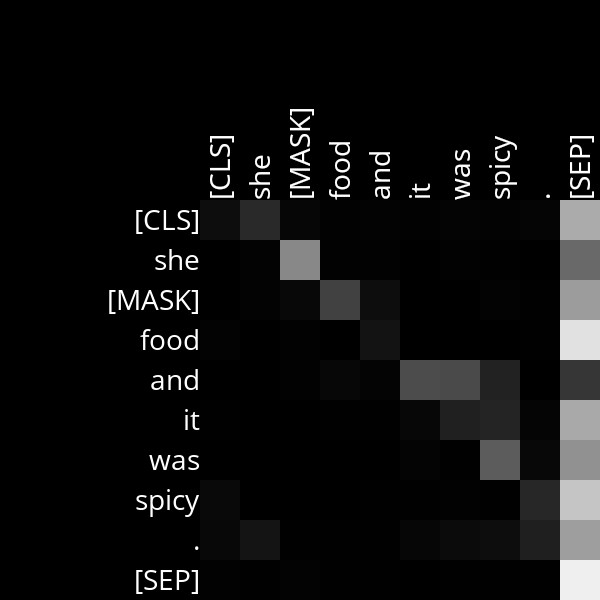 [CLS] she [MASK] food and it was spicy . [SEP]
[CLS]
she
[MASK]
food
and
it
was
spicy
.
[SEP]